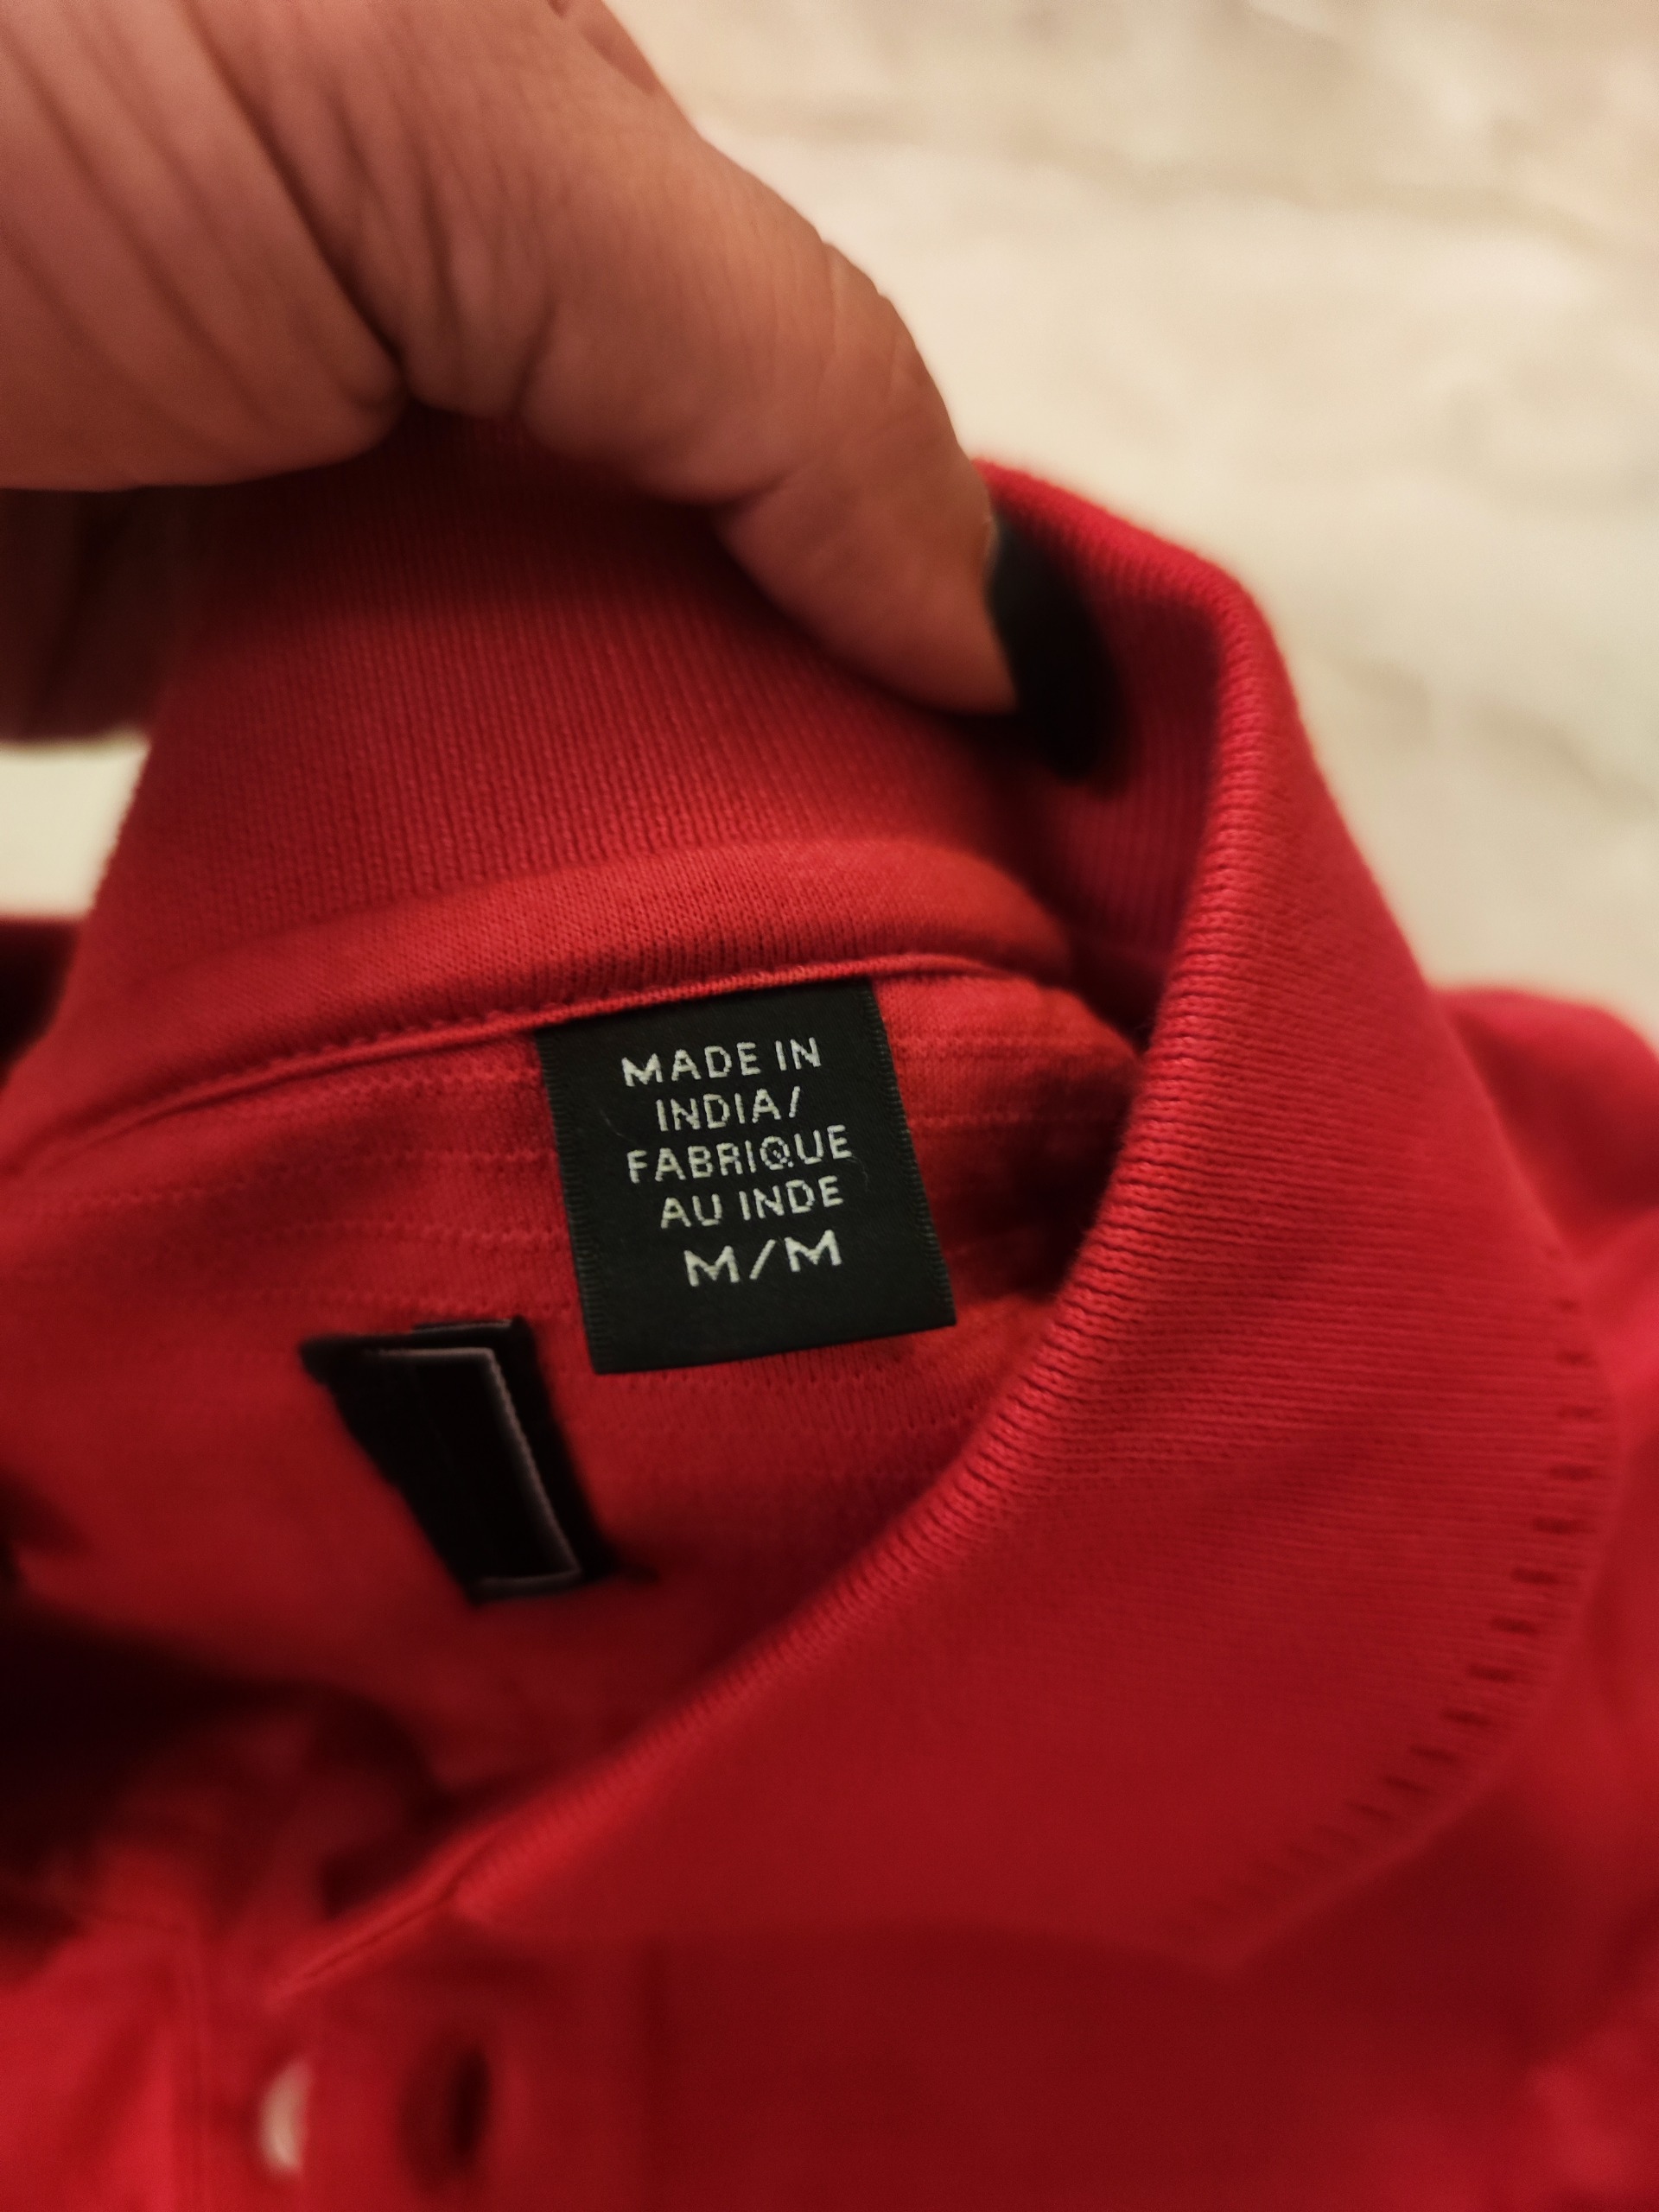 MADE IN
INDIA/
FABRIQUE
AU INDE
M/M